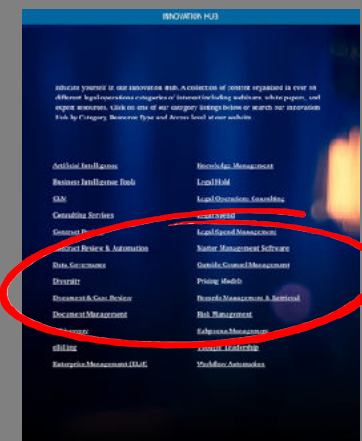 INNOVATION HUB
Educate yourself in our Innovation Hub. A collection of content organized in over 20
different legal operations categories of interest including webinars, white papers, and
expert resources. Click on one of our category listings below or search our Innovation
Hub by Category, Resource Type and Access Level at our website.
Artificial Intelligence
Business Intelligence Tools
CLM
Consulting Services
Contract
Contract Review & Automation
Data Governance
Diversity
Document & Case Review
Document Management
eBilling
Enterprise Management (ELM)
Knowledge Management
Legal Hold
Legal Operations Consulting
Legal Spend
Legal Spend Management
Matter Management Software
Outside Counsel Management
Pricing Models
Records Management & Retrieval
Risk Management
Subpoena Management
Thought Leadership
Workflow Automation